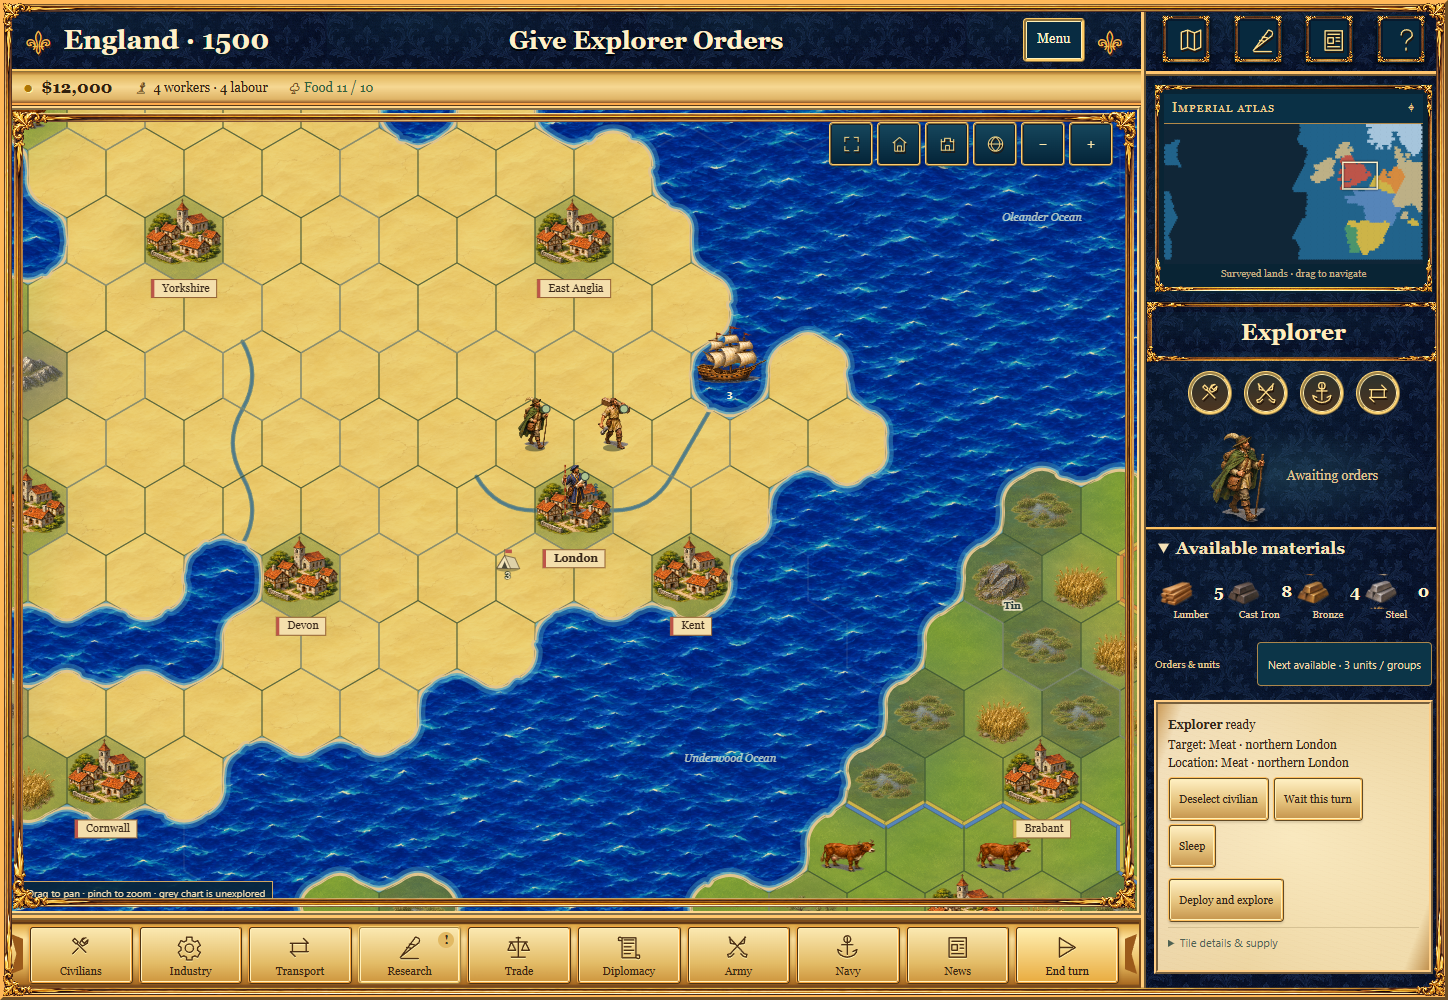 England · 1500
Give Explorer Orders
Menu
$12,000
4 workers · 4 labour
Food 11 / 10
Imperial Atlas
Surveyed lands · drag to navigate
Oleander Ocean
Yorkshire
East Anglia
3
London
3
Devon
Kent
Tin
Underwood Ocean
Cornwall
Brabant
rag to pan · pinch to zoom · grey chart is unexplored
Explorer
Awaiting orders
▼ Available materials
5 8 4 0
Lumber Cast Iron Bronze Steel
Orders & units
Next available · 3 units / groups
Explorer ready
Target: Meat · northern London
Location: Meat · northern London
Deselect civilian
Wait this turn
Sleep
Deploy and explore
▶ Tile details & supply
Civilians
Industry
Transport
!
Research
Trade
Diplomacy
Army
Navy
News
End turn